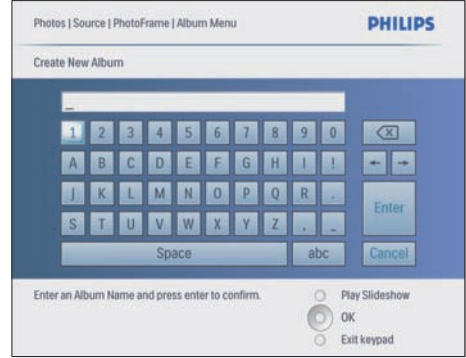 Photos | Source | PhotoFrame | Album Menu PHILIPS
Create New Album
_
1 2 3 4 5 6 7 8 9 0
A B C D E F G H I !
J K L M N O P Q R .
Enter
S T U V W X Y Z , _
Space abc Cancel
Enter an Album Name and press enter to confirm. Play Slideshow
OK
Exit keypad